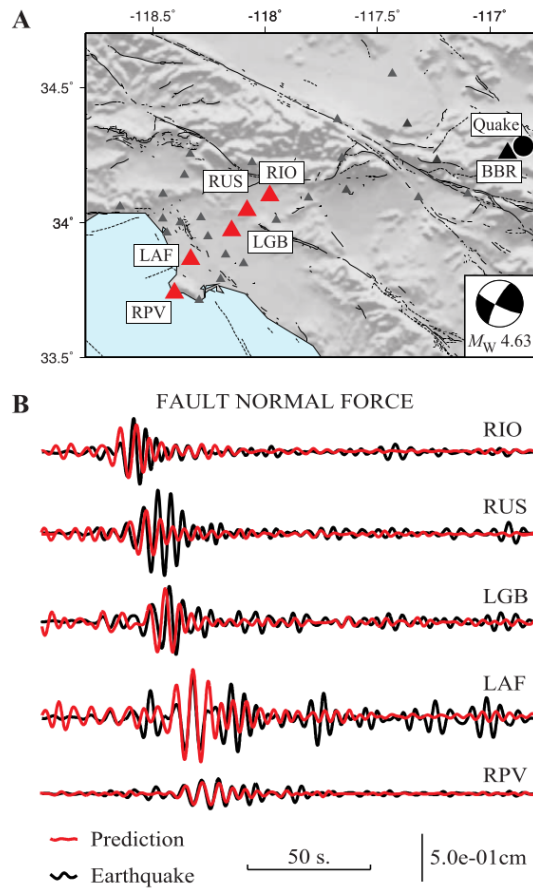 A
-118.5˚ -118˚ -117.5˚ -117˚
34.5˚
34˚
33.5˚
Quake
BBR
RUS
RIO
LGB
LAF
RPV
MW 4.63
B
FAULT NORMAL FORCE
RIO
RUS
LGB
LAF
RPV
Prediction
Earthquake
50 s.
5.0e-01cm